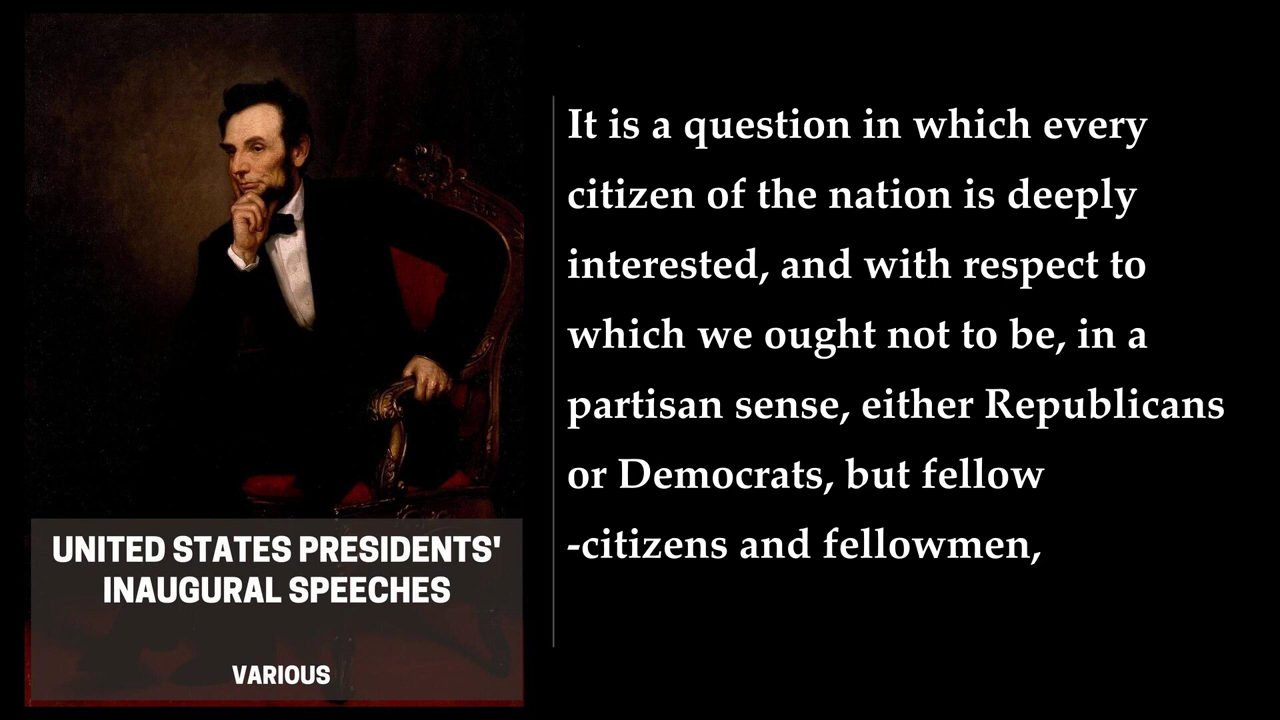 UNITED STATES PRESIDENTS'
INAUGURAL SPEECHES
VARIOUS
It is a question in which every
citizen of the nation is deeply
interested, and with respect to
which we ought not to be, in a
partisan sense, either Republicans
or Democrats, but fellow
-citizens and fellowmen,